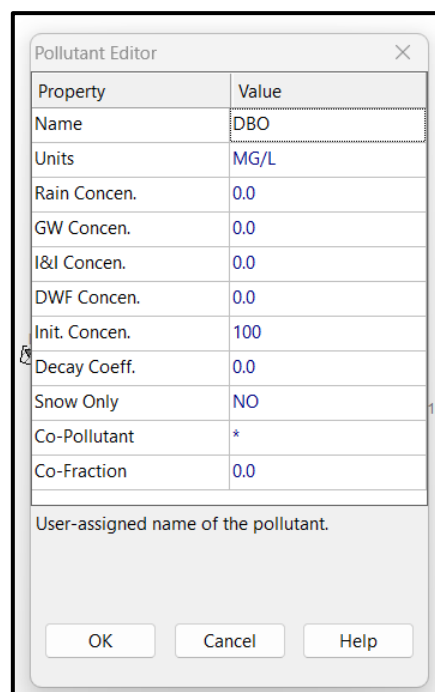 Pollutant Editor
Property Value
Name DBO
Units MG/L
Rain Concen. 0.0
GW Concen. 0.0
I&I Concen. 0.0
DWF Concen. 0.0
Init. Concen. 100
Decay Coeff. 0.0
Snow Only NO
Co-Pollutant *
Co-Fraction 0.0
User-assigned name of the pollutant.
OK Cancel Help
1